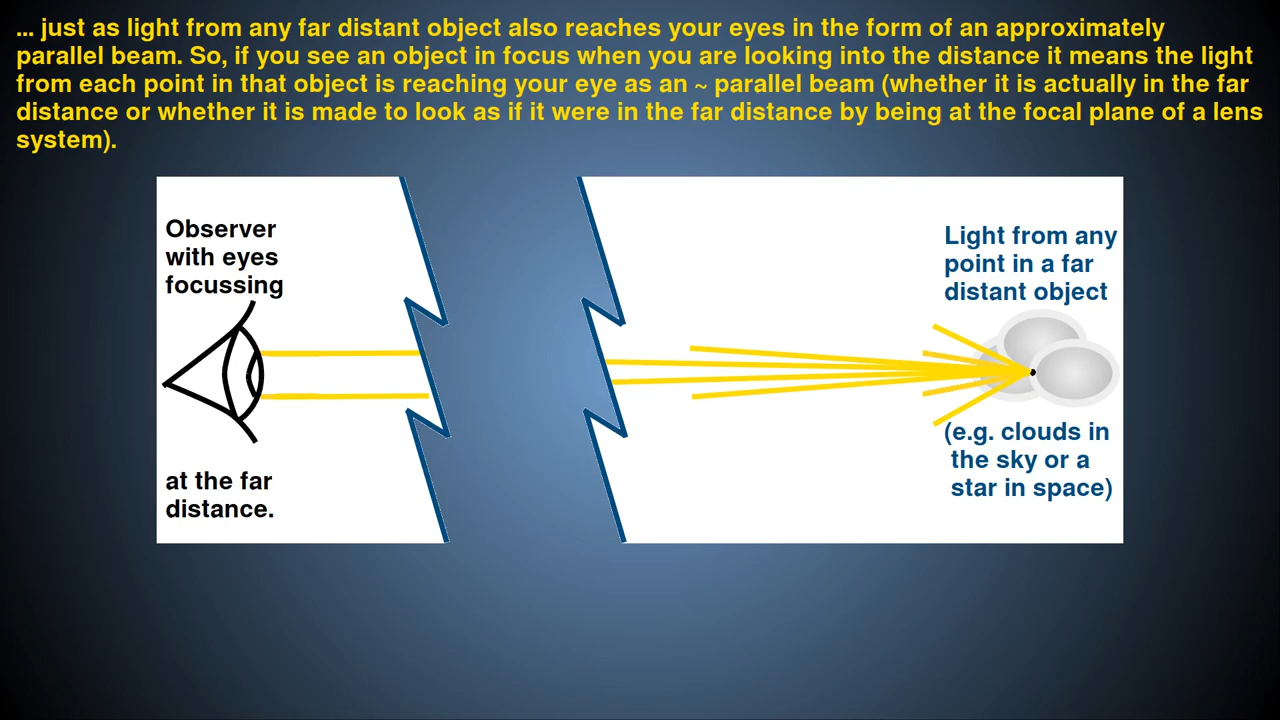 ... just as light from any far distant object also reaches your eyes in the form of an approximately
parallel beam. So, if you see an object in focus when you are looking into the distance it means the light
from each point in that object is reaching your eye as an ~ parallel beam (whether it is actually in the far
distance or whether it is made to look as if it were in the far distance by being at the focal plane of a lens
system).
Observer
with eyes
focussing
at the far
distance.
Light from any
point in a far
distant object
(e.g. clouds in
the sky or a
star in space)